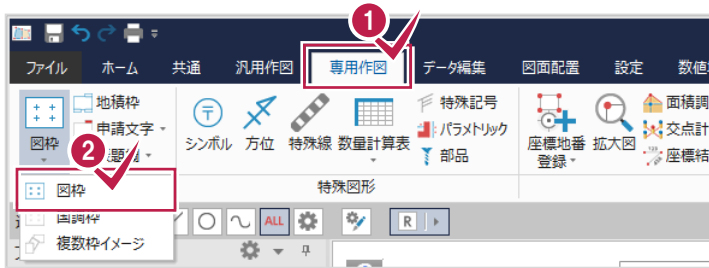 1
ファイル ホーム 共通 汎用作図 専用作図 データ編集 図面配置 設定 数値
図枠 地積枠 シンボル 方位 特殊線 数量計算表 特殊記号 座標地番登録 拡大図 面積調
申請文字 パラメトリック 交点計
2 部品 座標結
特殊図形
図枠
国調枠 ALL R
複数枠イメージ